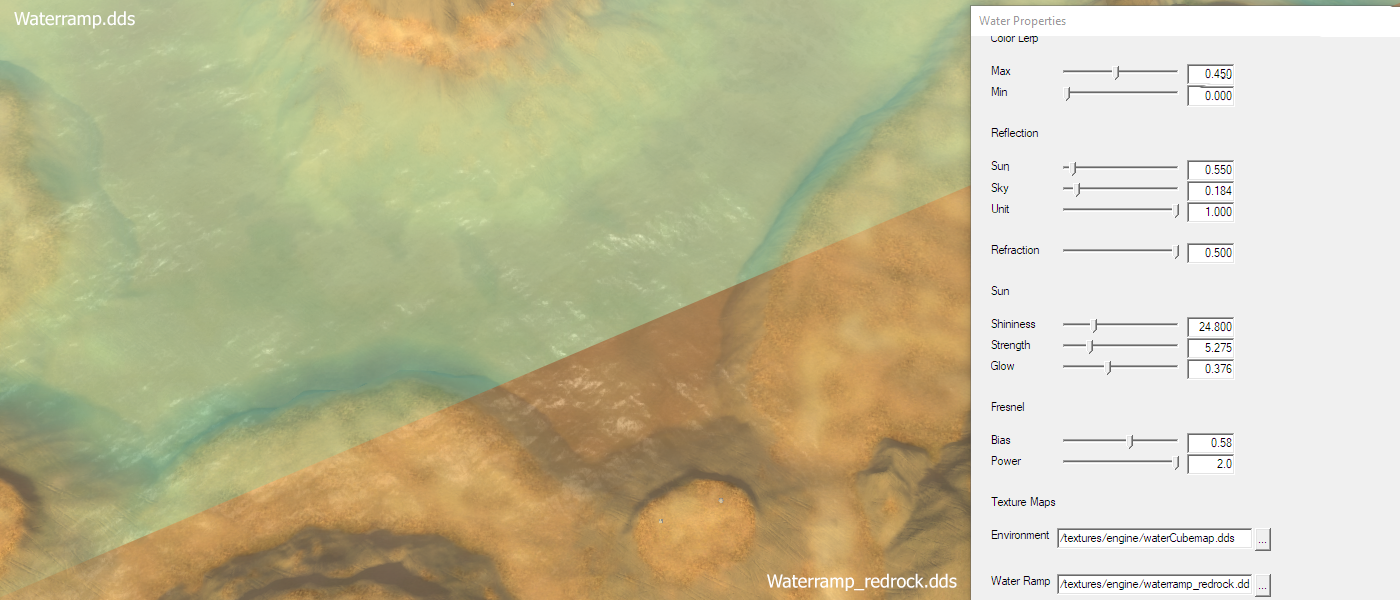 Waterramp.dds
Waterramp_redrock.dds
Water Properties
Color Lerp
Max 0.450
Min 0.000
Reflection
Sun 0.550
Sky 0.184
Unit 1.000
Refraction 0.500
Sun
Shininess 24.800
Strength 5.275
Glow 0.376
Fresnel
Bias 0.58
Power 2.0
Texture Maps
Environment /textures/engine/waterCubemap.dds ...
Water Ramp /textures/engine/waterramp_redrock.dd ...